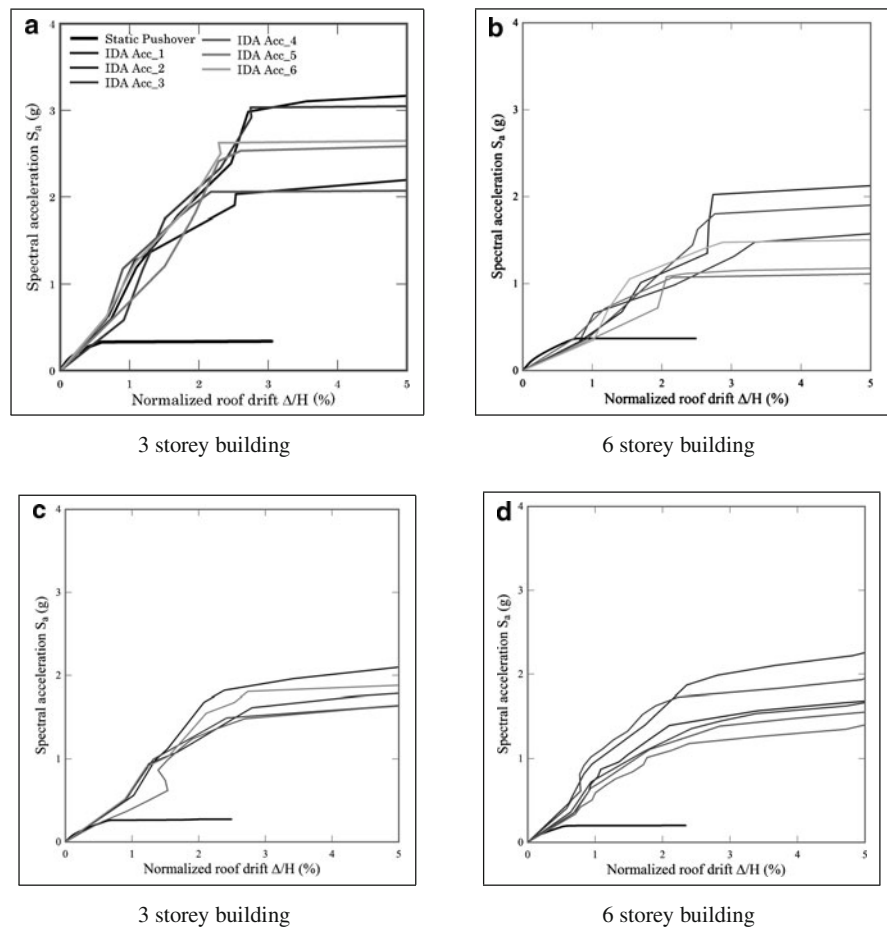 a
Static Pushover
IDA Acc_1
IDA Acc_2
IDA Acc_3
IDA Acc_4
IDA Acc_5
IDA Acc_6
Spectral acceleration Sa (g)
4
3
2
1
0
0 1 2 3 4 5
Normalized roof drift Δ/H (%)
3 storey building
b
Spectral acceleration Sa (g)
4
3
2
1
0
0 1 2 3 4 5
Normalized roof drift Δ/H (%)
6 storey building
c
Spectral acceleration Sa (g)
4
3
2
1
0
0 1 2 3 4 5
Normalized roof drift Δ/H (%)
3 storey building
d
Spectral acceleration Sa (g)
4
3
2
1
0
0 1 2 3 4 5
Normalized roof drift Δ/H (%)
6 storey building